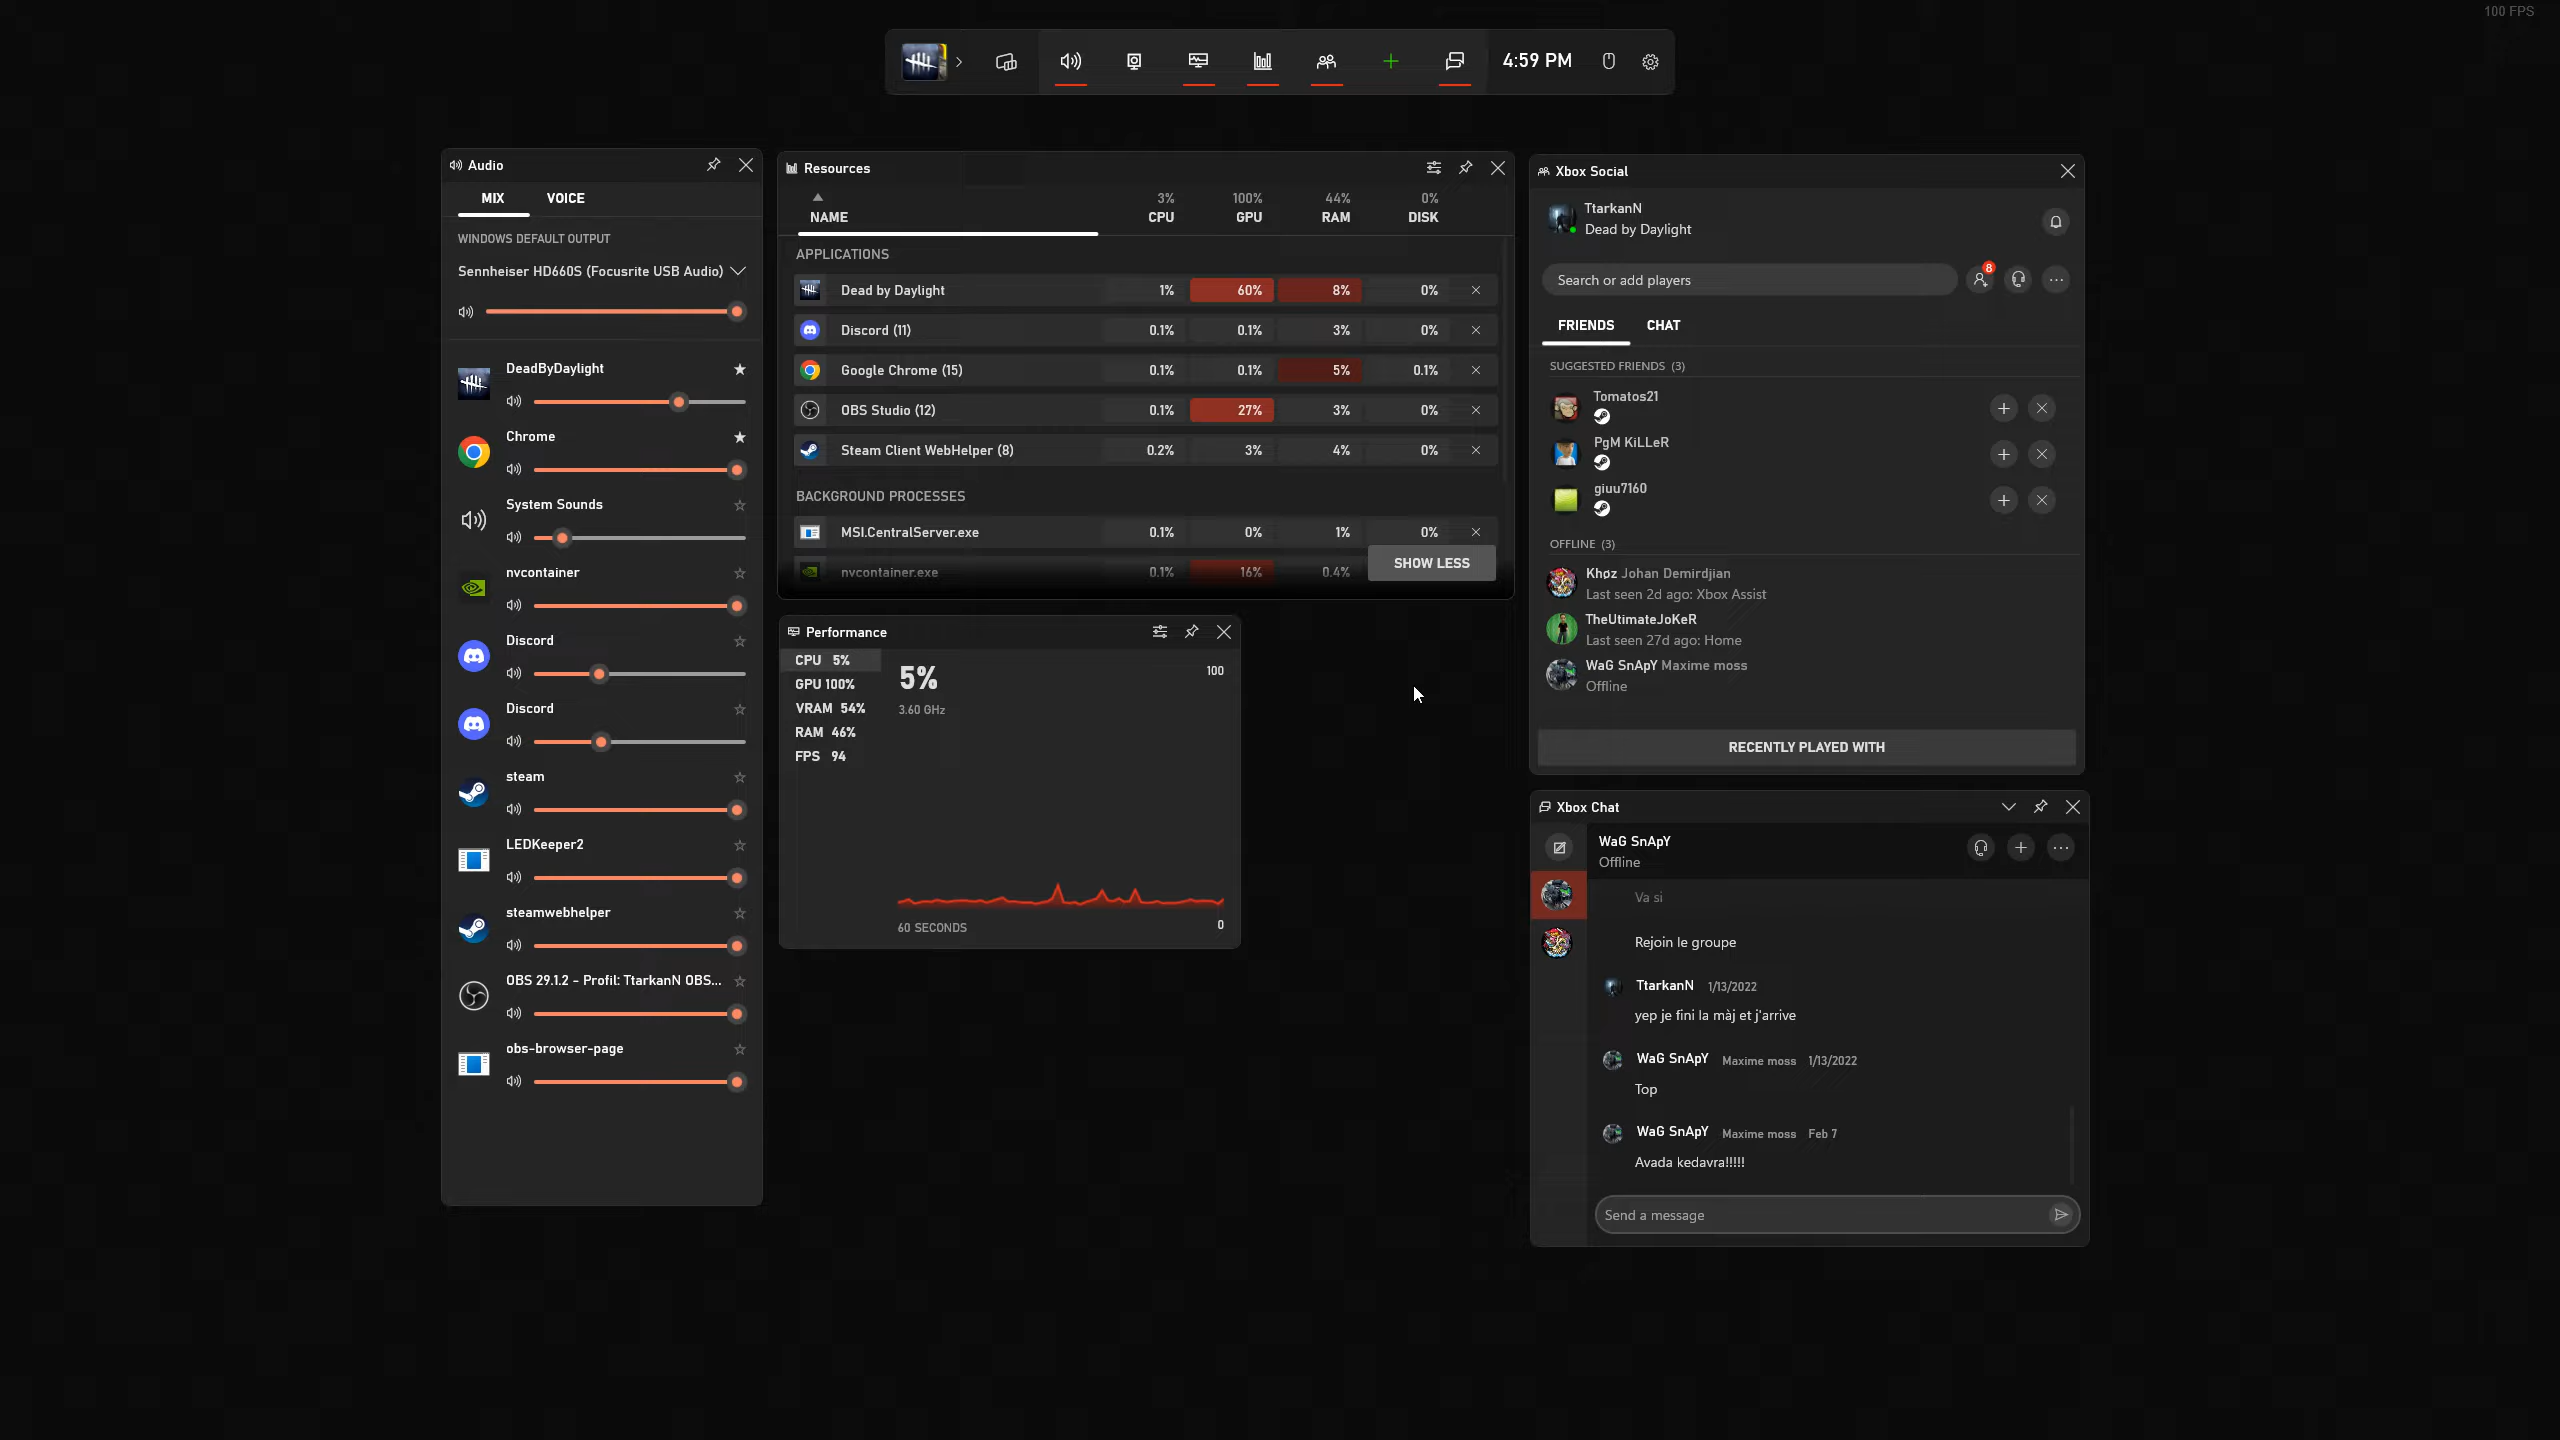 100 FPS
4:59 PM
Audio
MIX VOICE
WINDOWS DEFAULT OUTPUT
Sennheiser HD660S (Focusrite USB Audio)
DeadByDaylight
Chrome
System Sounds
nvcontainer
Discord
Discord
steam
LEDKeeper2
steamwebhelper
OBS 29.1.2 - Profil: TtarkanN OBS...
obs-browser-page
Resources
3% 100% 44% 0%
NAME CPU GPU RAM DISK
APPLICATIONS
Dead by Daylight 1% 60% 8% 0%
Discord (11) 0.1% 0.1% 3% 0%
Google Chrome (15) 0.1% 0.1% 5% 0.1%
OBS Studio (12) 0.1% 27% 3% 0%
Steam Client WebHelper (8) 0.2% 3% 4% 0%
BACKGROUND PROCESSES
MSI.CentralServer.exe 0.1% 0% 1% 0%
nvcontainer.exe 0.1% 16% 0.4%
SHOW LESS
Performance
CPU 5%
GPU 100%
VRAM 54%
RAM 46%
FPS 94
5%
3.60 GHz
100
60 SECONDS
0
Xbox Social
TtarkanN
Dead by Daylight
Search or add players
8
FRIENDS CHAT
SUGGESTED FRIENDS (3)
Tomatos21
PgM KiLLeR
giuu7160
OFFLINE (3)
Khøz Johan Demirdjian
Last seen 2d ago: Xbox Assist
TheUtimateJoKeR
Last seen 27d ago: Home
WaG SnApY Maxime moss
Offline
RECENTLY PLAYED WITH
Xbox Chat
WaG SnApY
Offline
Va si
Rejoin le groupe
TtarkanN 1/13/2022
yep je fini la màj et j'arrive
WaG SnApY Maxime moss 1/13/2022
Top
WaG SnApY Maxime moss Feb 7
Avada kedavra!!!!!
Send a message